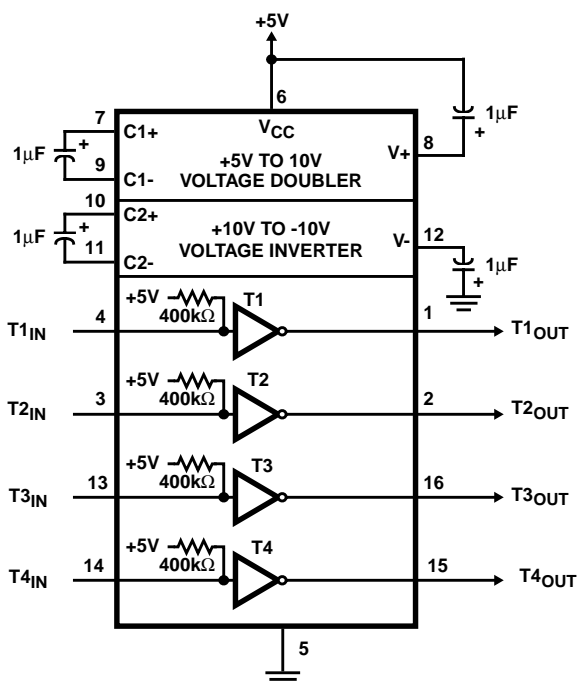 +5V
6
7
C1+
VCC
1μF
+
+5V TO 10V
VOLTAGE DOUBLER
V+
8
1μF
+
9
C1-
10
C2+
1μF
+
+10V TO -10V
VOLTAGE INVERTER
V-
12
11
C2-
1μF
+
+5V
400kΩ
T1
T1IN
4
1
T1OUT
+5V
400kΩ
T2
T2IN
3
2
T2OUT
+5V
400kΩ
T3
T3IN
13
16
T3OUT
+5V
400kΩ
T4
T4IN
14
15
T4OUT
5